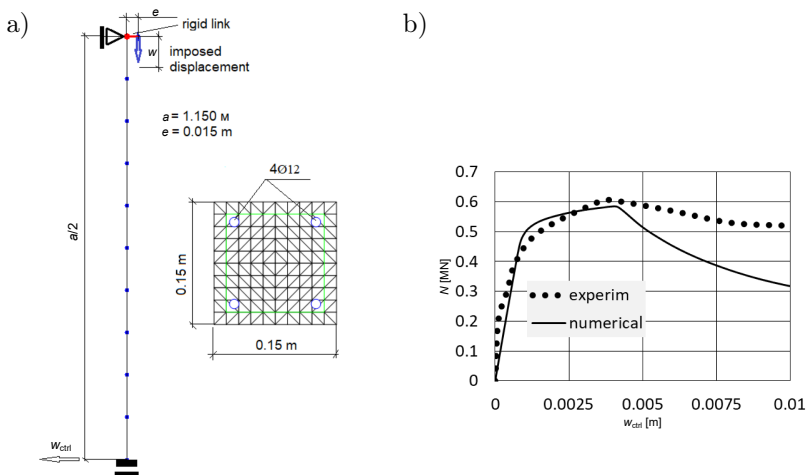 a)
e
rigid link
w
imposed
displacement
a = 1.150 м
e = 0.015 m
a/2
4Ø12
0.15 m
0.15 m
w_ctrl
b)
N [MN]
0.7
0.6
0.5
0.4
0.3
0.2
0.1
0
experim
numerical
0 0.0025 0.005 0.0075 0.01
w_ctrl [m]